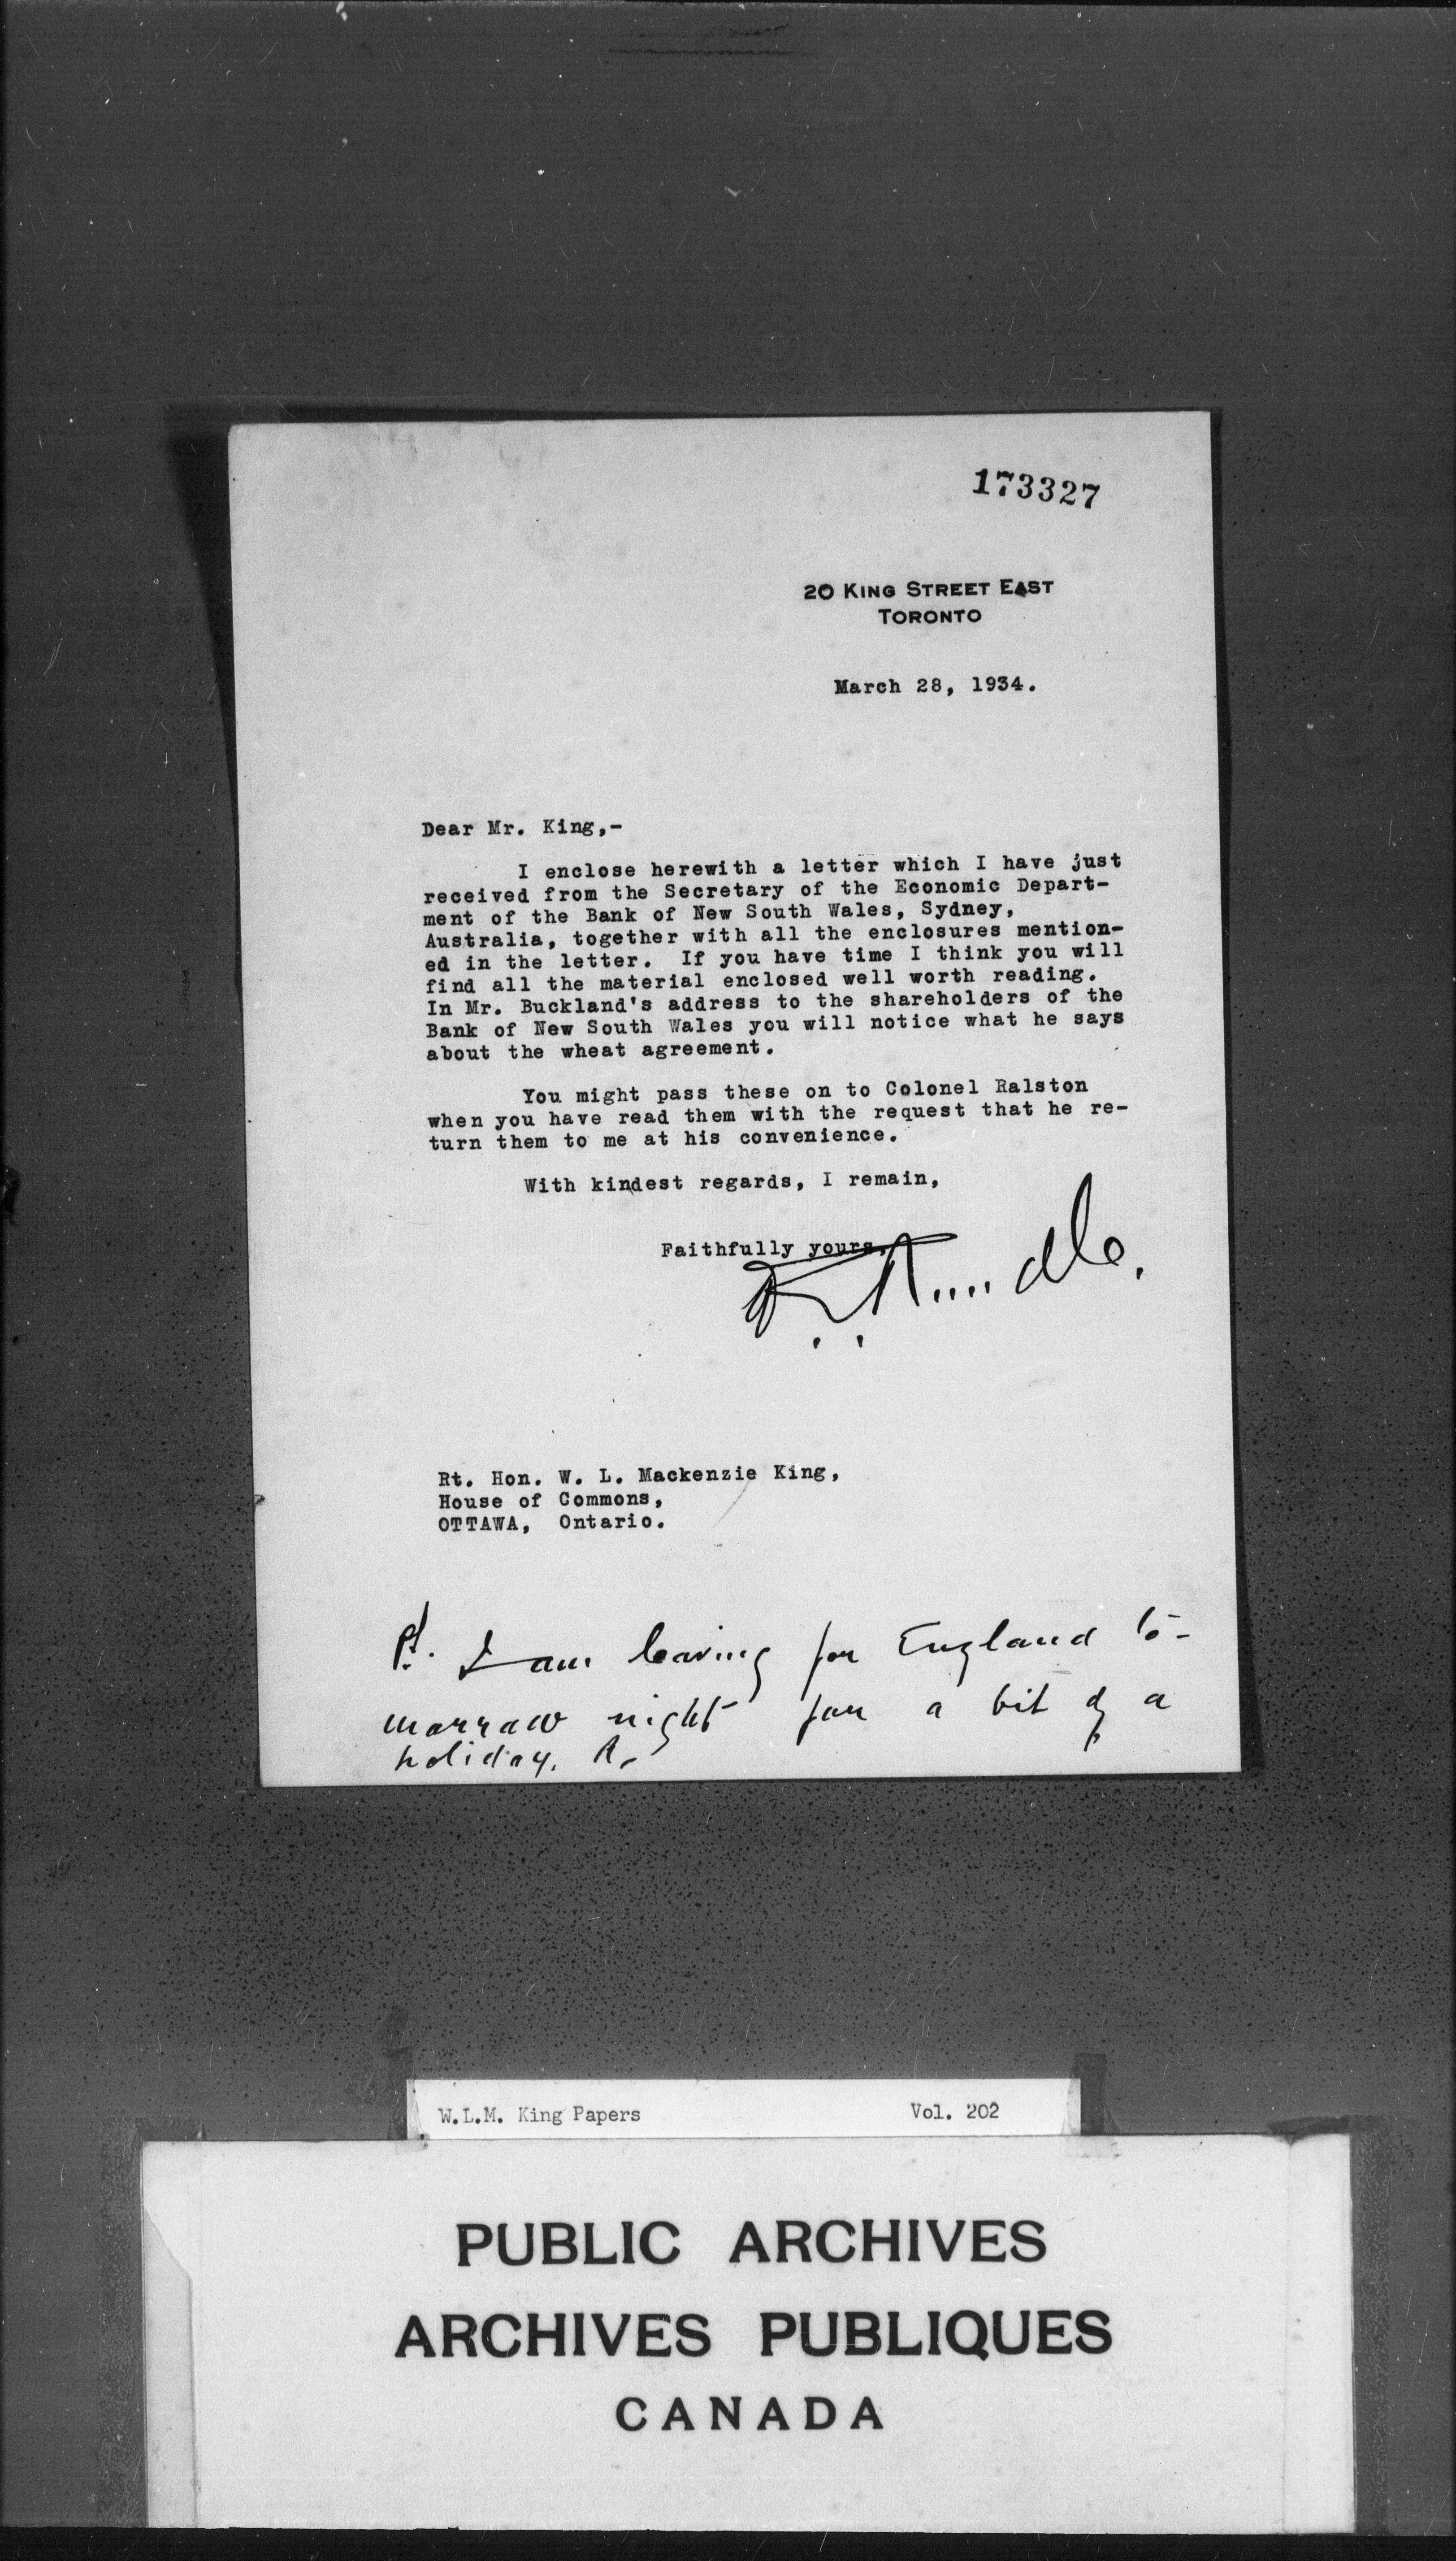 173327
20 KING STREET EAST
TORONTO
March 28, 1934.
Dear Mr. King,-
I enclose herewith a letter which I have just
received from the Secretary of the Economic Depart-
ment of the Bank of New South Wales, Sydney,
Australia, together with all the enclosures mention-
ed in the letter. If you have time I think you will
find all the material enclosed well worth reading.
In Mr. Buckland's address to the shareholders of the
Bank of New South Wales you will notice what he says
about the wheat agreement.
You might pass these on to Colonel Ralston
when you have read them with the request that he re-
turn them to me at his convenience.
With kindest regards, I remain,
Faithfully yours,
Rundle.
Rt. Hon. W. L. Mackenzie King,
House of Commons,
OTTAWA, Ontario.
P.S. I am leaving for England to-
morrow night for a bit of a
holiday. R.
W.L.M. King Papers Vol. 202
PUBLIC ARCHIVES
ARCHIVES PUBLIQUES
CANADA